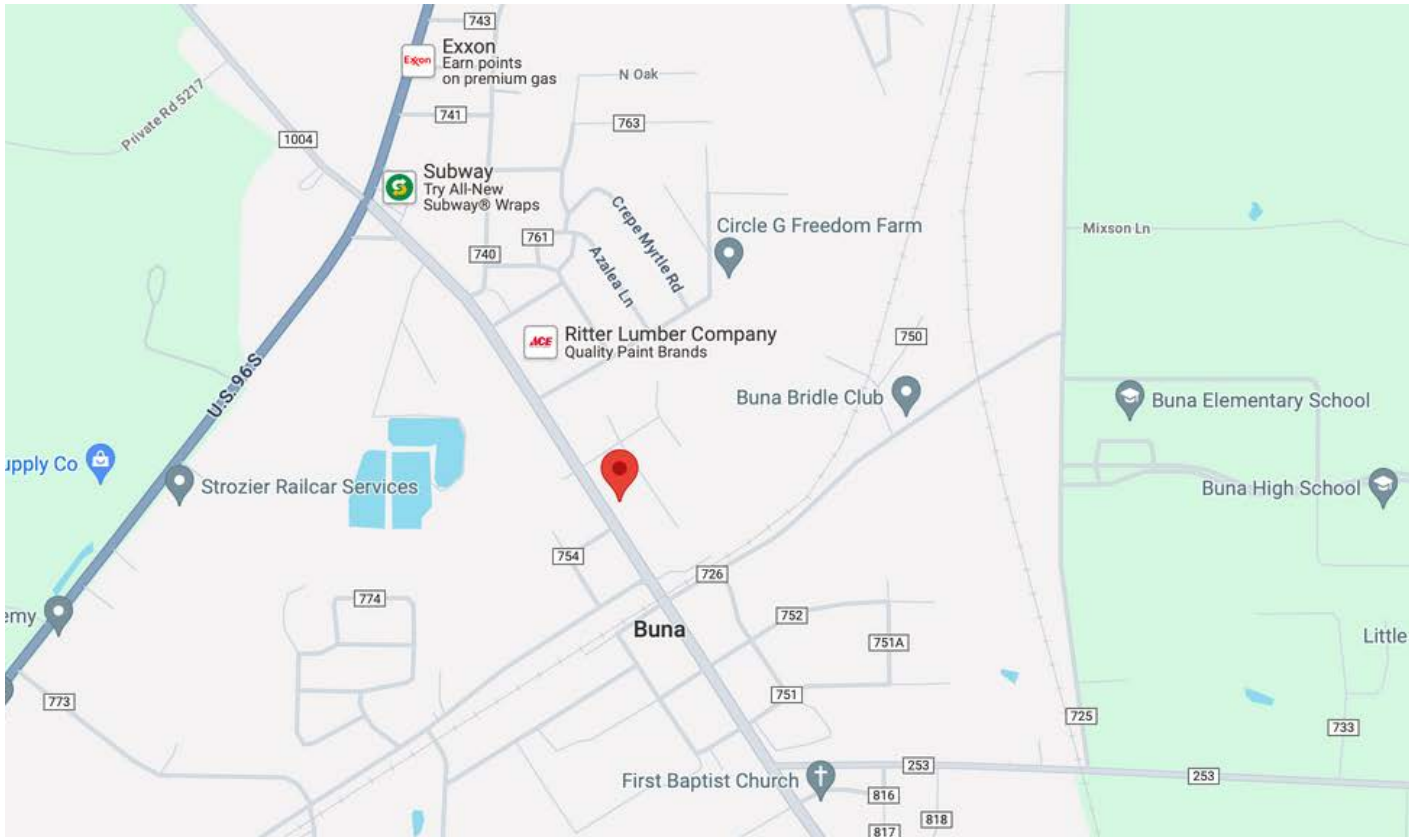 743
Exxon
Exxon
Earn points
on premium gas
N Oak
Private Rd 5217
741
763
1004
Subway
Try All-New
Subway® Wraps
Crepe Myrtle Rd
Circle G Freedom Farm
Mixson Ln
761
740
Azalea Ln
ACE
Ritter Lumber Company
Quality Paint Brands
750
U.S. 96 S
Buna Bridle Club
Buna Elementary School
upply Co
Strozier Railcar Services
Buna High School
754
726
774
752
emy
Buna
751A
Little
773
751
725
733
253
253
First Baptist Church
816
818
817